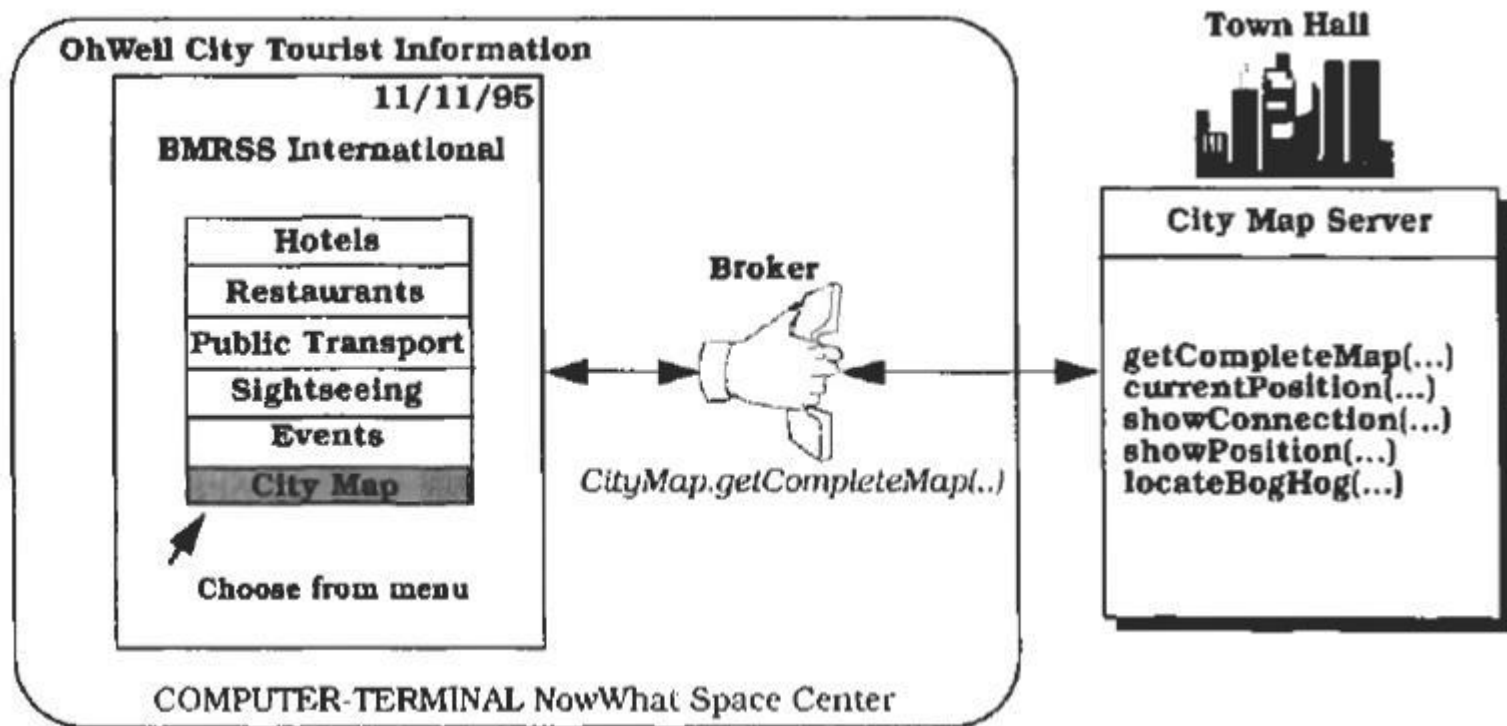 OhWell City Tourist Information
11/11/95
BMRSS International
Hotels
Restaurants
Public Transport
Sightseeing
Events
City Map
Choose from menu
COMPUTER-TERMINAL NowWhat Space Center
Broker
CityMap.getCompleteMap(..)
Town Hall
City Map Server
getCompleteMap(...)
currentPosition(...)
showConnection(...)
showPosition(...)
locateBogHog(...)